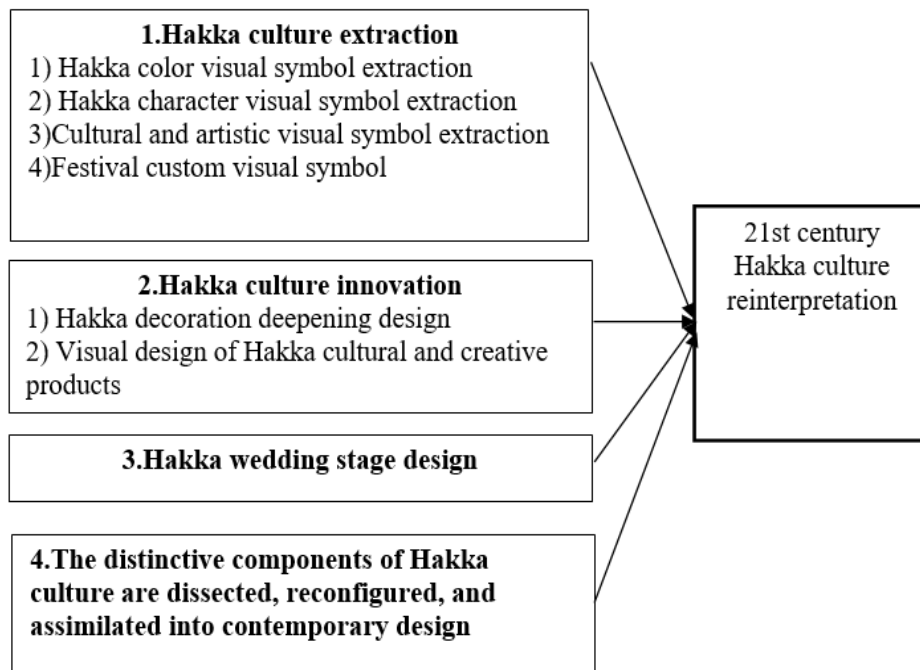 1.Hakka culture extraction
1) Hakka color visual symbol extraction
2) Hakka character visual symbol extraction
3)Cultural and artistic visual symbol extraction
4)Festival custom visual symbol
2.Hakka culture innovation
1) Hakka decoration deepening design
2) Visual design of Hakka cultural and creative
products
3.Hakka wedding stage design
4.The distinctive components of Hakka
culture are dissected, reconfigured, and
assimilated into contemporary design
21st century
Hakka culture
reinterpretation